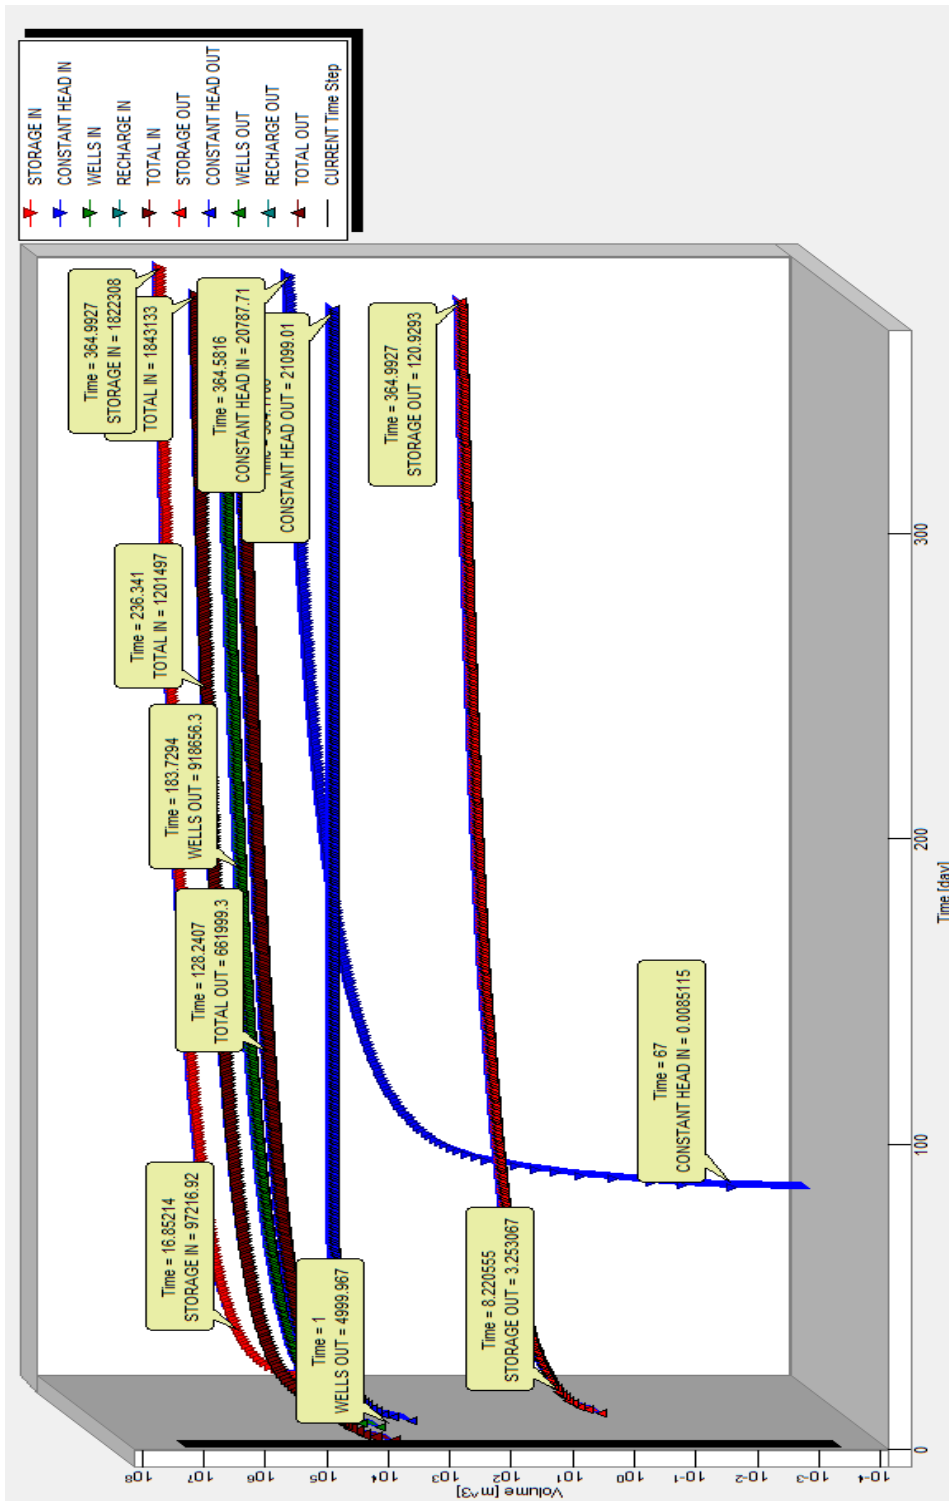 STORAGE IN
CONSTANT HEAD IN
WELLS IN
RECHARGE IN
TOTAL IN
STORAGE OUT
CONSTANT HEAD OUT
WELLS OUT
RECHARGE OUT
TOTAL OUT
CURRENT Time Step
Time = 364.9927
STORAGE IN = 1822308
TOTAL IN = 1843133
Time = 364.5816
CONSTANT HEAD IN = 20787.71
CONSTANT HEAD OUT = 21099.01
Time = 364.9927
STORAGE OUT = 120.9293
Time = 236.341
TOTAL IN = 1201497
Time = 183.7294
WELLS OUT = 918656.3
Time = 128.2407
TOTAL OUT = 661999.3
Time = 16.85214
STORAGE IN = 97216.92
Time = 1
WELLS OUT = 4999.967
Time = 8.220555
STORAGE OUT = 3.253067
Time = 67
CONSTANT HEAD IN = 0.0085115
10^8
10^7
10^6
10^5
10^4
10^3
10^2
10^1
10^0
10^-1
10^-2
10^-3
10^-4
Volume [m^3]
0
100
200
300
Time [day]